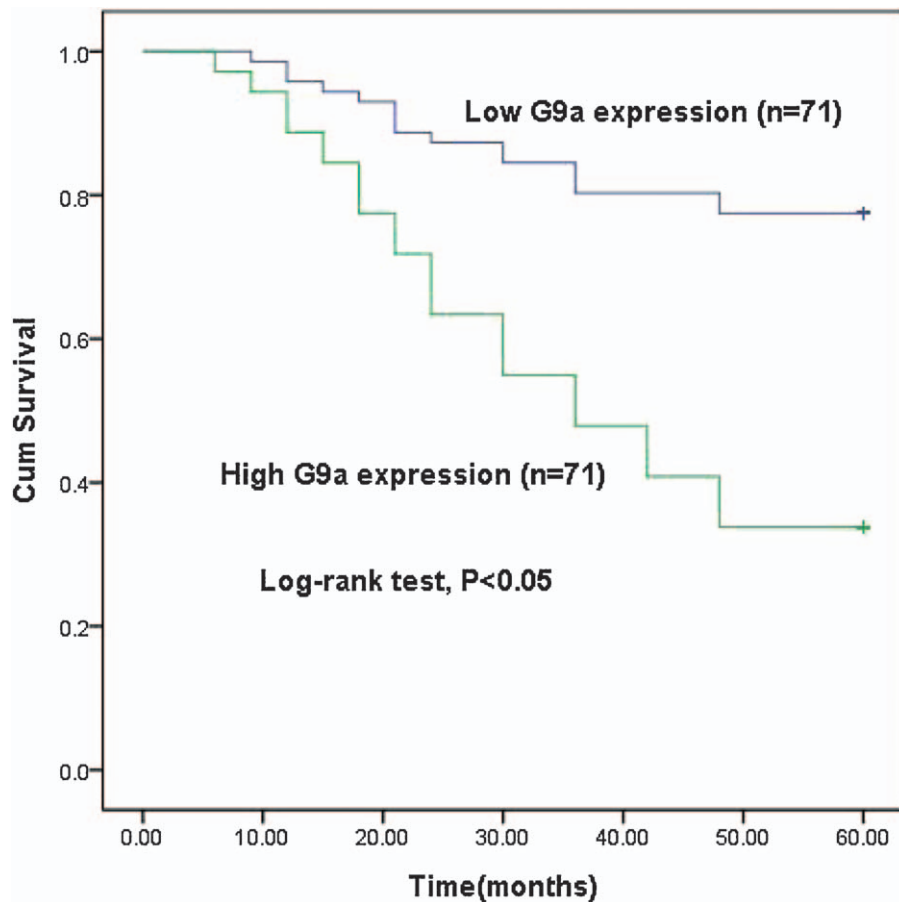 1.0
Low G9a expression (n=71)
0.8
Cum Survival
0.6
High G9a expression (n=71)
0.4
Log-rank test, P<0.05
0.2
0.0
0.00 10.00 20.00 30.00 40.00 50.00 60.00
Time(months)